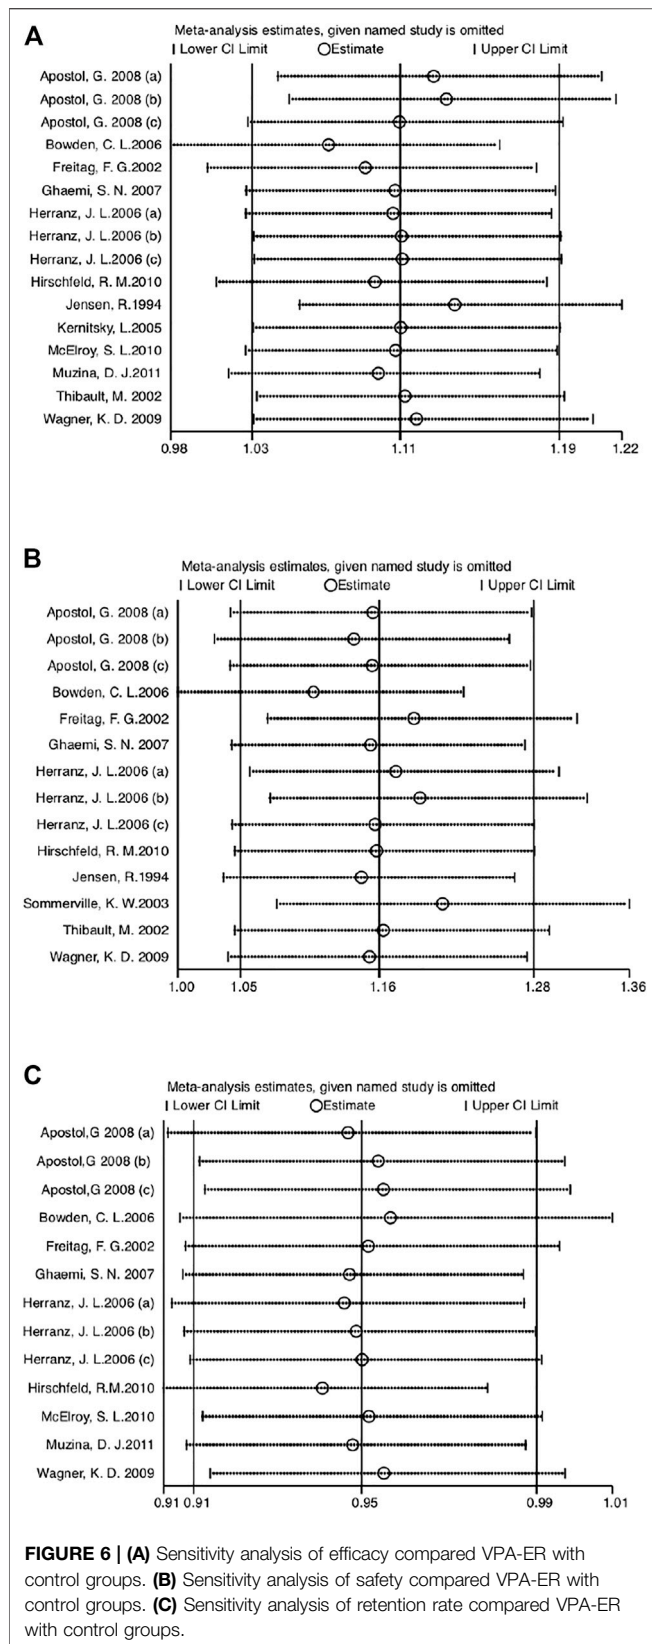 A
Meta-analysis estimates, given named study is omitted
Lower CI Limit Estimate Upper CI Limit
Apostol, G. 2008 (a)
Apostol, G. 2008 (b)
Apostol, G. 2008 (c)
Bowden, C. L.2006
Freitag, F. G.2002
Ghaemi, S. N. 2007
Herranz, J. L.2006 (a)
Herranz, J. L.2006 (b)
Herranz, J. L.2006 (c)
Hirschfeld, R. M.2010
Jensen, R.1994
Kernitsky, L.2005
McElroy, S. L.2010
Muzina, D. J.2011
Thibault, M. 2002
Wagner, K. D. 2009
0.98 1.03 1.11 1.19 1.22
B
Meta-analysis estimates, given named study is omitted
Lower CI Limit Estimate Upper CI Limit
Apostol, G. 2008 (a)
Apostol, G. 2008 (b)
Apostol, G. 2008 (c)
Bowden, C. L.2006
Freitag, F. G.2002
Ghaemi, S. N. 2007
Herranz, J. L.2006 (a)
Herranz, J. L.2006 (b)
Herranz, J. L.2006 (c)
Hirschfeld, R. M.2010
Jensen, R.1994
Sommerville, K. W.2003
Thibault, M. 2002
Wagner, K. D. 2009
1.00 1.05 1.16 1.28 1.36
C
Meta-analysis estimates, given named study is omitted
Lower CI Limit Estimate Upper CI Limit
Apostol,G 2008 (a)
Apostol,G 2008 (b)
Apostol,G 2008 (c)
Bowden, C. L.2006
Freitag, F. G.2002
Ghaemi, S. N. 2007
Herranz, J. L.2006 (a)
Herranz, J. L.2006 (b)
Herranz, J. L.2006 (c)
Hirschfeld, R.M.2010
McElroy, S. L.2010
Muzina, D. J.2011
Wagner, K. D. 2009
0.91 0.91 0.95 0.99 1.01
FIGURE 6 | (A) Sensitivity analysis of efficacy compared VPA-ER with
control groups. (B) Sensitivity analysis of safety compared VPA-ER with
control groups. (C) Sensitivity analysis of retention rate compared VPA-ER
with control groups.